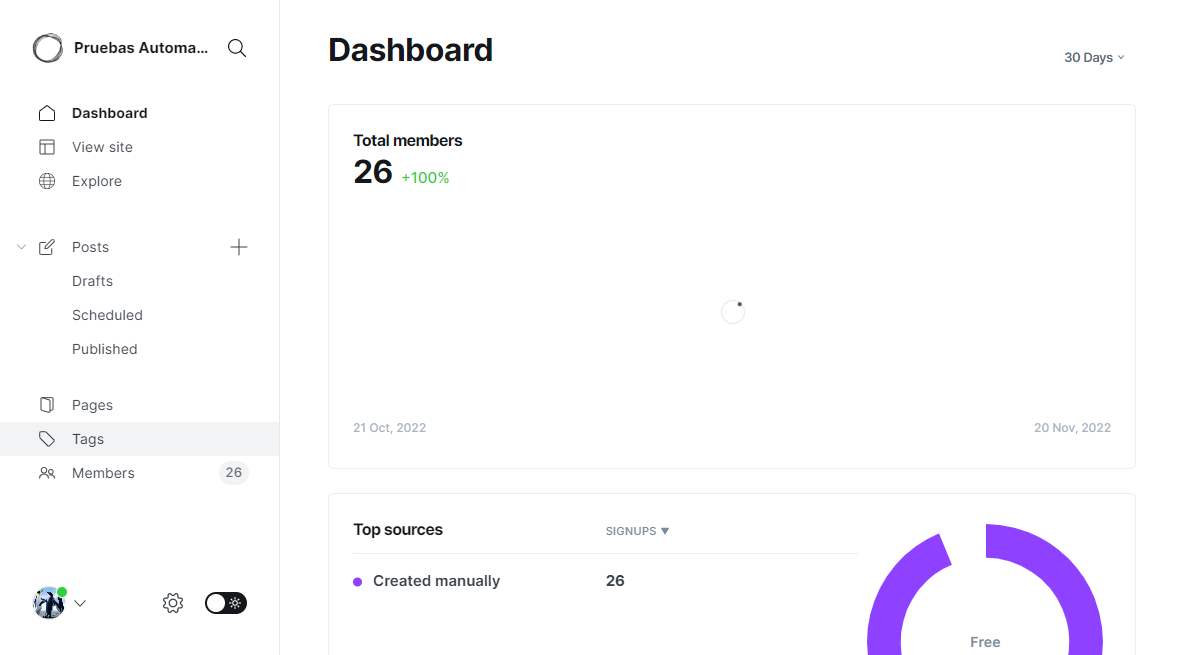 Pruebas Automa...
Dashboard
View site
Explore
Posts
Drafts
Scheduled
Published
Pages
Tags
Members 26
Dashboard
30 Days
Total members
26 +100%
21 Oct, 2022 20 Nov, 2022
Top sources SIGNUPS
Created manually 26
Free